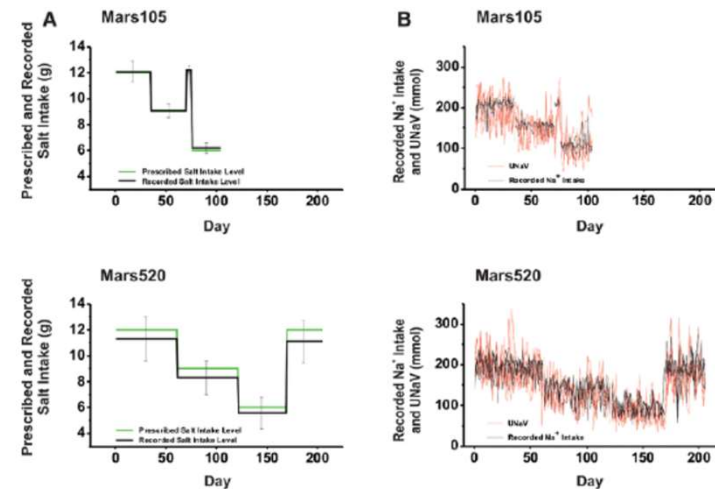 A
Mars105
Prescribed and Recorded
Salt Intake (g)
14
12
10
8
6
4
Prescribed Salt Intake Level
Recorded Salt Intake Level
0
50
100
150
200
Day
B
Mars105
Recorded Na⁺ Intake
and UNaV (mmol)
300
200
100
0
UNaV
Recorded Na⁺ Intake
0
50
100
150
200
Day
Mars520
Prescribed and Recorded
Salt Intake (g)
14
12
10
8
6
4
Prescribed Salt Intake Level
Recorded Salt Intake Level
0
50
100
150
200
Day
Mars520
Recorded Na⁺ Intake
and UNaV (mmol)
300
200
100
0
UNaV
Recorded Na⁺ Intake
0
50
100
150
200
Day